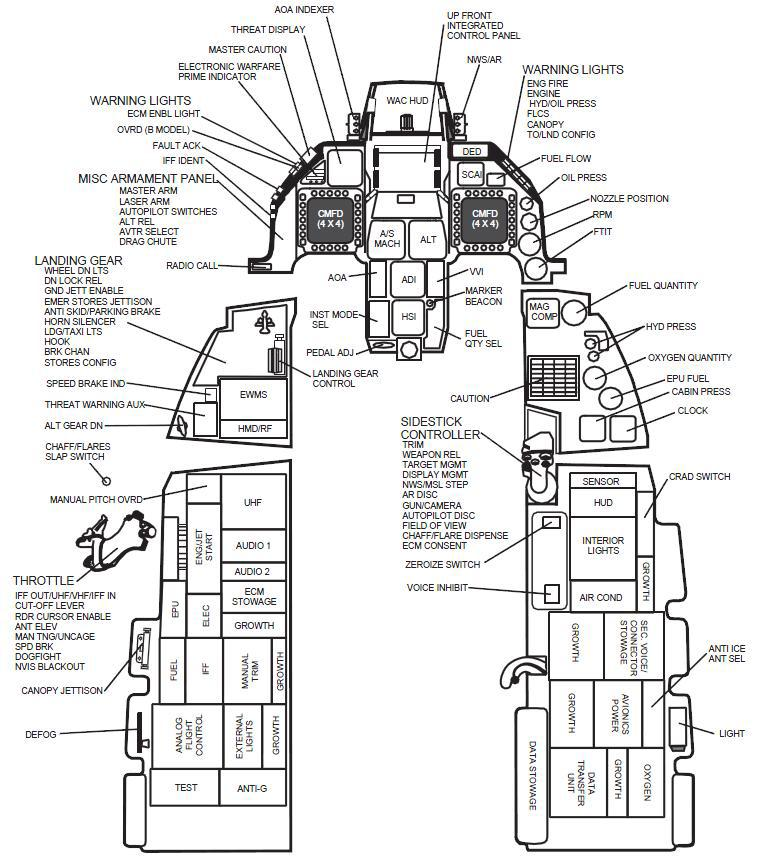 AOA INDEXER
THREAT DISPLAY
MASTER CAUTION
ELECTRONIC WARFARE
PRIME INDICATOR
WARNING LIGHTS
ECM ENBL LIGHT
OVRD (B MODEL)
FAULT ACK
IFF IDENT
MISC ARMAMENT PANEL
MASTER ARM
LASER ARM
AUTOPILOT SWITCHES
ALT REL
AVTR SELECT
DRAG CHUTE
RADIO CALL
UP FRONT
INTEGRATED
CONTROL PANEL
NWS/AR
WARNING LIGHTS
ENG FIRE
ENGINE
HYD/OIL PRESS
FLCS
CANOPY
TO/LND CONFIG
FUEL FLOW
OIL PRESS
NOZZLE POSITION
RPM
FTIT
WAC HUD
DED
SCAI
CMFD
(4 X 4)
CMFD
(4 X 4)
A/S
MACH
ALT
AOA
ADI
VVI
MARKER
BEACON
INST MODE
SEL
HSI
FUEL
QTY SEL
PEDAL ADJ
LANDING GEAR
WHEEL DN LTS
DN LOCK REL
GND JETT ENABLE
EMER STORES JETTISON
ANTI SKID/PARKING BRAKE
HORN SILENCER
LDG/TAXI LTS
HOOK
BRK CHAN
STORES CONFIG
SPEED BRAKE IND
THREAT WARNING AUX
ALT GEAR DN
LANDING GEAR
CONTROL
EWMS
HMD/RF
CHAFF/FLARES
SLAP SWITCH
MAG
COMP
FUEL QUANTITY
HYD PRESS
OXYGEN QUANTITY
EPU FUEL
CABIN PRESS
CLOCK
CAUTION
SIDESTICK
CONTROLLER
TRIM
WEAPON REL
TARGET MGMT
DISPLAY MGMT
NWS/MSL STEP
AR DISC
GUN/CAMERA
AUTOPILOT DISC
FIELD OF VIEW
CHAFF/FLARE DISPENSE
ECM CONSENT
ZEROIZE SWITCH
VOICE INHIBIT
MANUAL PITCH OVRD
THROTTLE
IFF OUT/UHF/VHF/IFF IN
CUT-OFF LEVER
RDR CURSOR ENABLE
ANT ELEV
MAN TNG/UNCAGE
SPD BRK
DOGFIGHT
NVIS BLACKOUT
CANOPY JETTISON
DEFOG
UHF
ENG/JET
START
AUDIO 1
AUDIO 2
EPU
ELEC
ECM
STOWAGE
GROWTH
FUEL
IFF
MANUAL
TRIM
GROWTH
ANALOG
FLIGHT
CONTROL
EXTERNAL
LIGHTS
GROWTH
TEST
ANTI-G
SENSOR
HUD
CRAD SWITCH
INTERIOR
LIGHTS
GROWTH
AIR COND
GROWTH
SEC. VOICE/
CONNECTOR
STOWAGE
ANTI ICE
ANT SEL
GROWTH
AVIONICS
POWER
LIGHT
DATA STOWAGE
DATA
TRANSFER
UNIT
GROWTH
OXYGEN